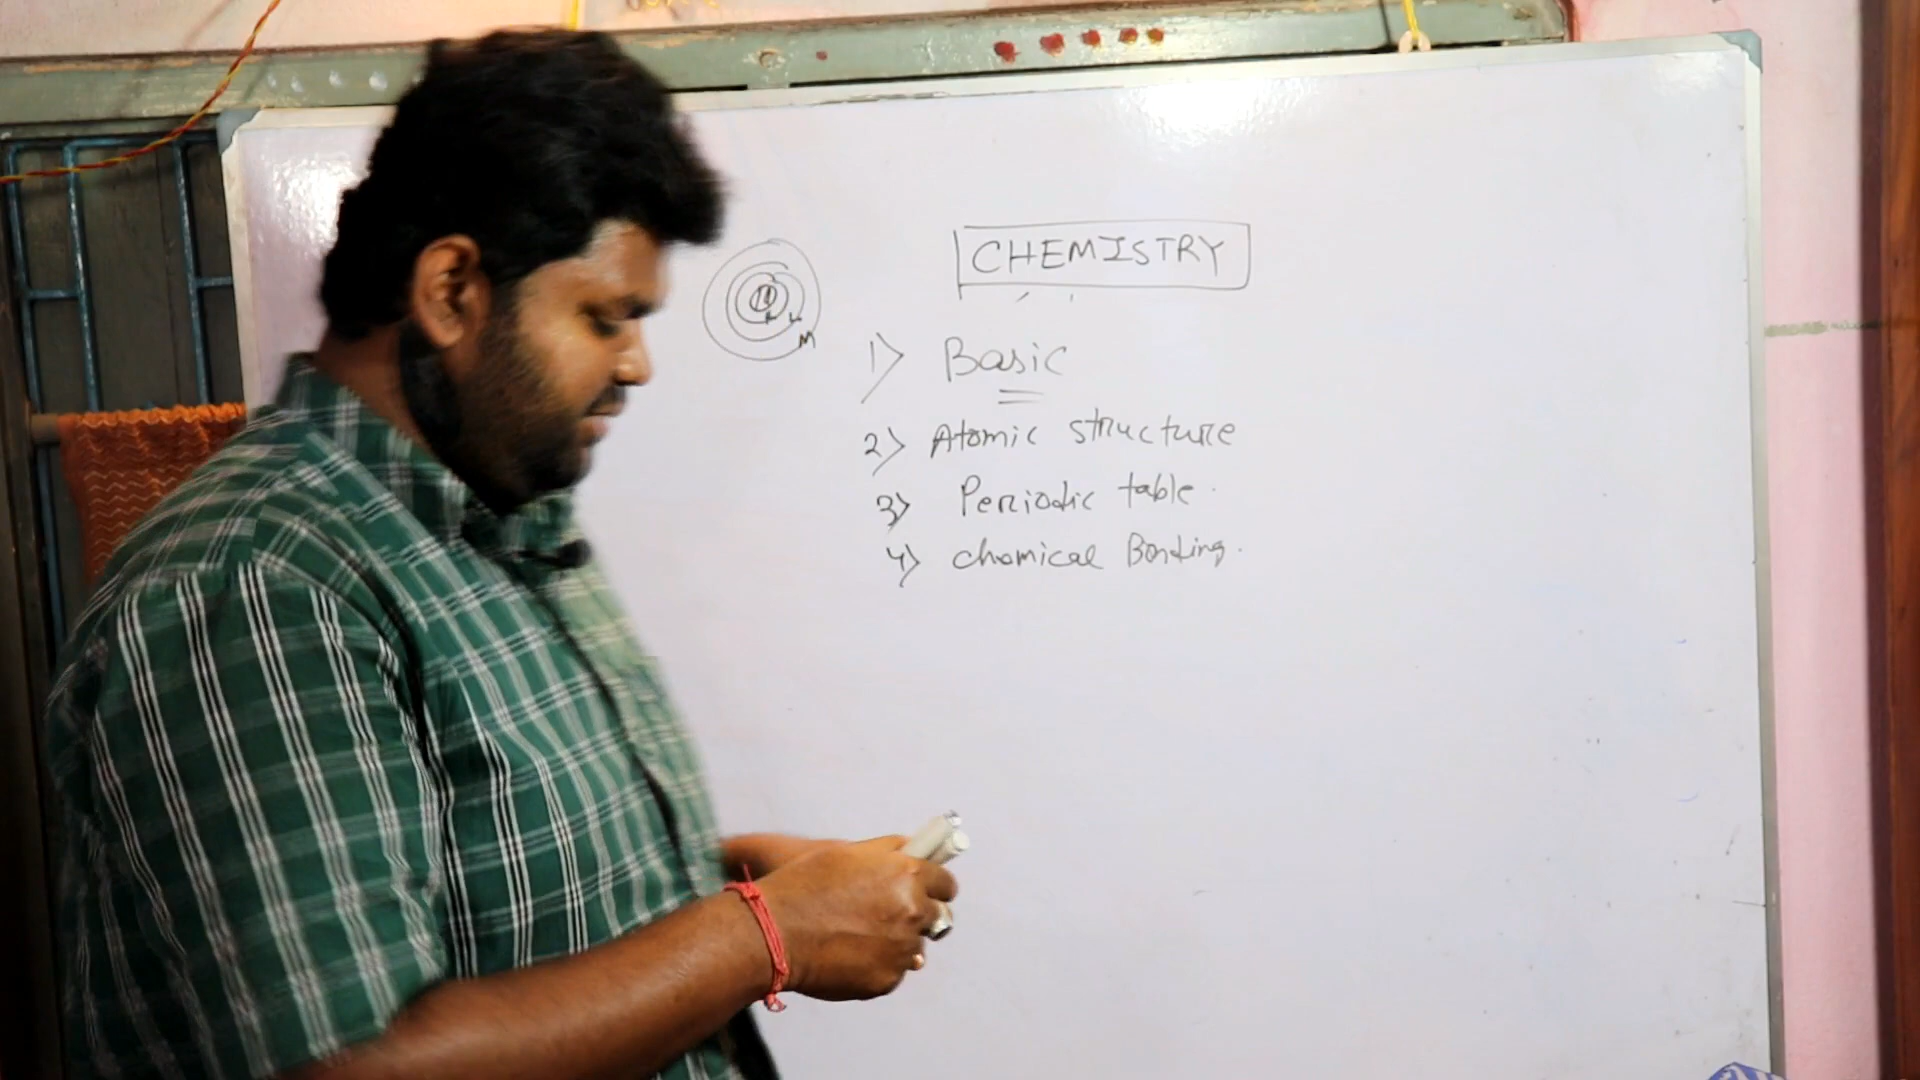 CHEMISTRY
M
1) Basic
2) Atomic structure
3) Periodic table.
4) chemical Bonding.